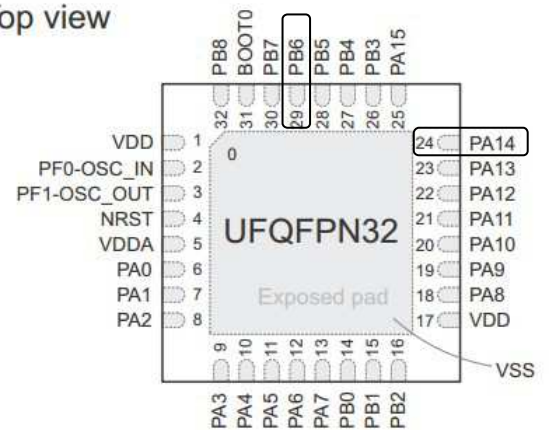 Top view
PB8
BOOT0
PB7
PB6
PB5
PB4
PB3
PA15
32
31
30
29
28
27
26
25
VDD 1
PF0-OSC_IN 2
PF1-OSC_OUT 3
NRST 4
VDDA 5
PA0 6
PA1 7
PA2 8
0
UFQFPN32
Exposed pad
24 PA14
23 PA13
22 PA12
21 PA11
20 PA10
19 PA9
18 PA8
17 VDD
VSS
9
10
11
12
13
14
15
16
PA3
PA4
PA5
PA6
PA7
PB0
PB1
PB2